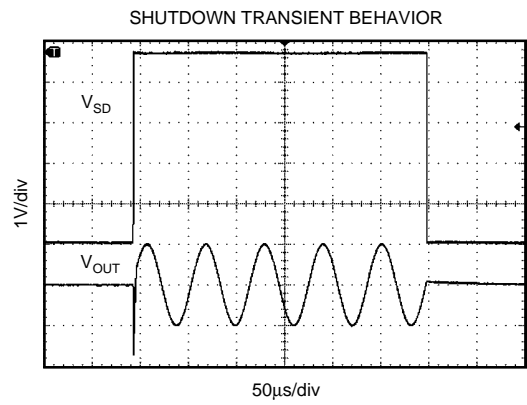 SHUTDOWN TRANSIENT BEHAVIOR
T
V_SD
1V/div
V_OUT
50μs/div